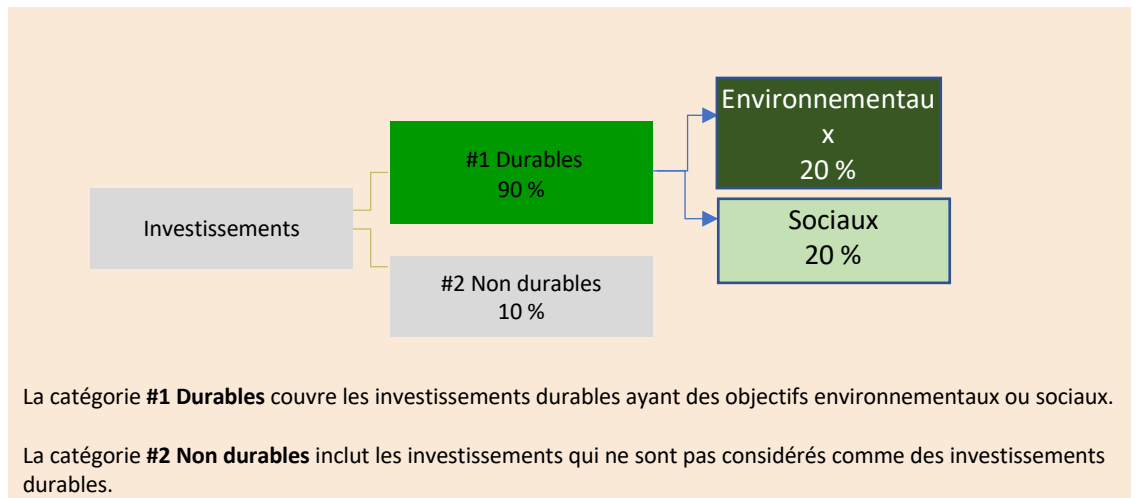 Environnementau
x
20 %
#1 Durables
90 %
Investissements
Sociaux
20 %
#2 Non durables
10 %
La catégorie #1 Durables couvre les investissements durables ayant des objectifs environnementaux ou sociaux.
La catégorie #2 Non durables inclut les investissements qui ne sont pas considérés comme des investissements
durables.